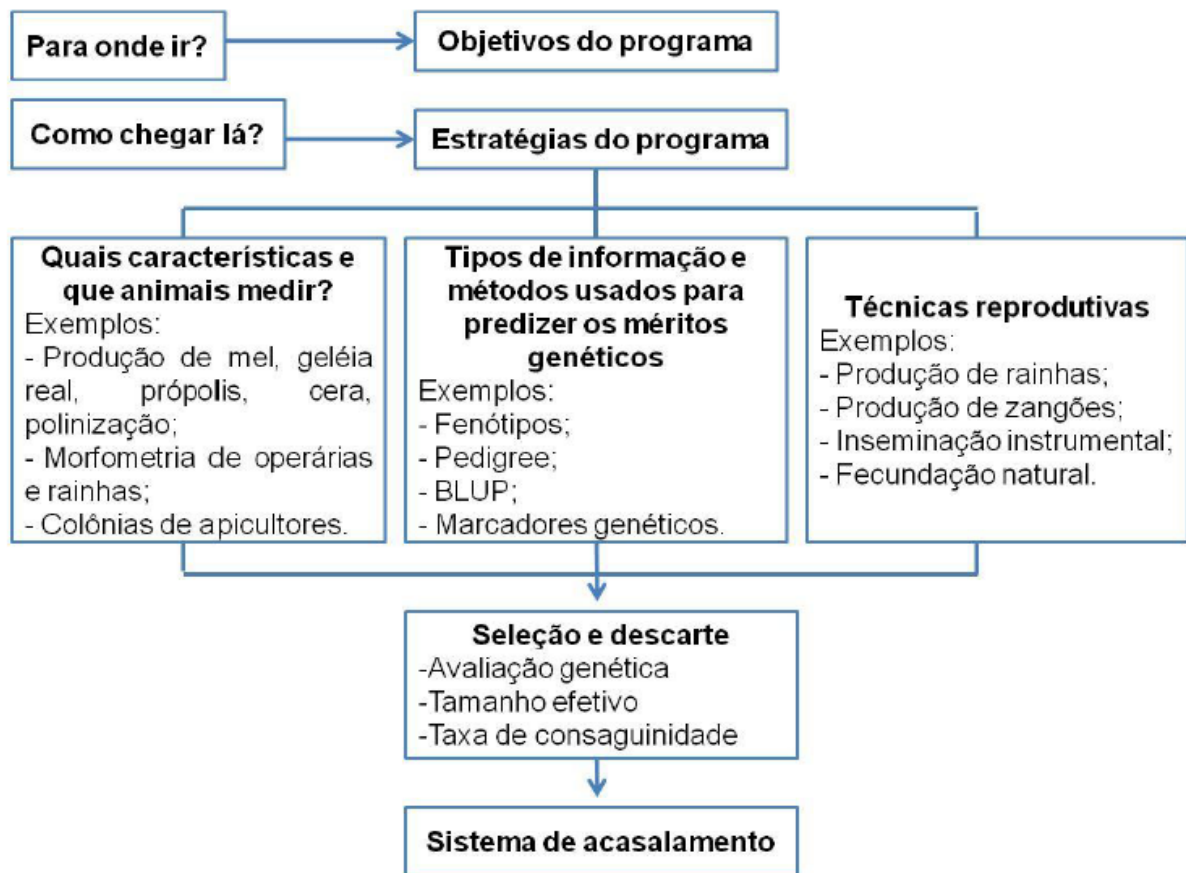 Para onde ir?
Objetivos do programa
Como chegar lá?
Estratégias do programa
Quais características e
que animais medir?
Exemplos:
- Produção de mel, geléia
real, própolis, cera,
polinização;
- Morfometria de operárias
e rainhas;
- Colônias de apicultores.
Tipos de informação e
métodos usados para
predizer os méritos
genéticos
Exemplos:
- Fenótipos;
- Pedigree;
- BLUP;
- Marcadores genéticos.
Técnicas reprodutivas
Exemplos:
- Produção de rainhas;
- Produção de zangões;
- Inseminação instrumental;
- Fecundação natural.
Seleção e descarte
-Avaliação genética
-Tamanho efetivo
-Taxa de consaguinidade
Sistema de acasalamento